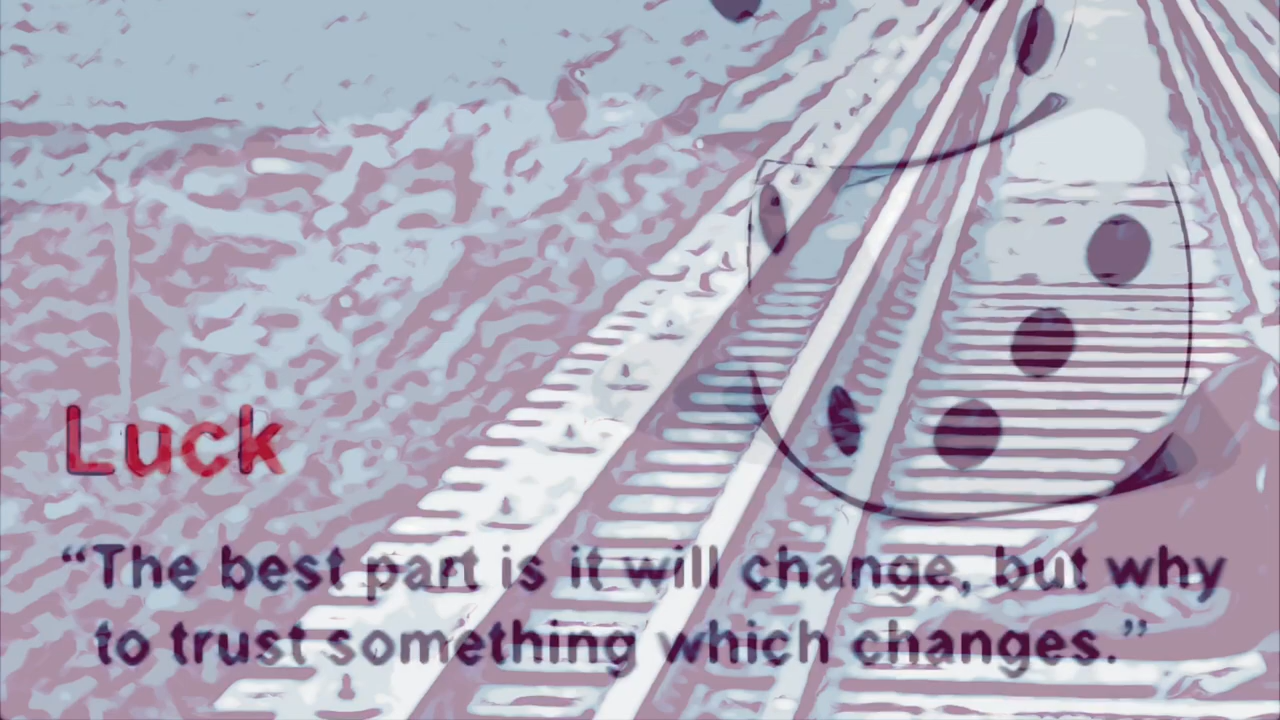 Luck
“The best part is it will change, but why
to trust something which changes.”